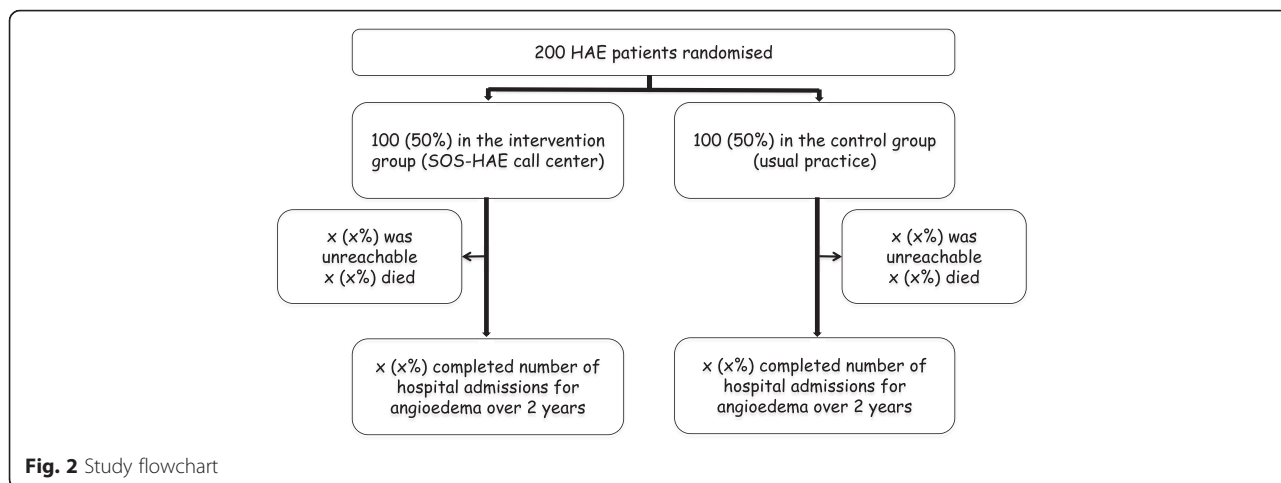 200 HAE patients randomised
100 (50%) in the intervention
group (SOS-HAE call center)
100 (50%) in the control group
(usual practice)
x (x%) was
unreachable
x (x%) died
x (x%) was
unreachable
x (x%) died
x (x%) completed number of
hospital admissions for
angioedema over 2 years
x (x%) completed number of
hospital admissions for
angioedema over 2 years
Fig. 2 Study flowchart